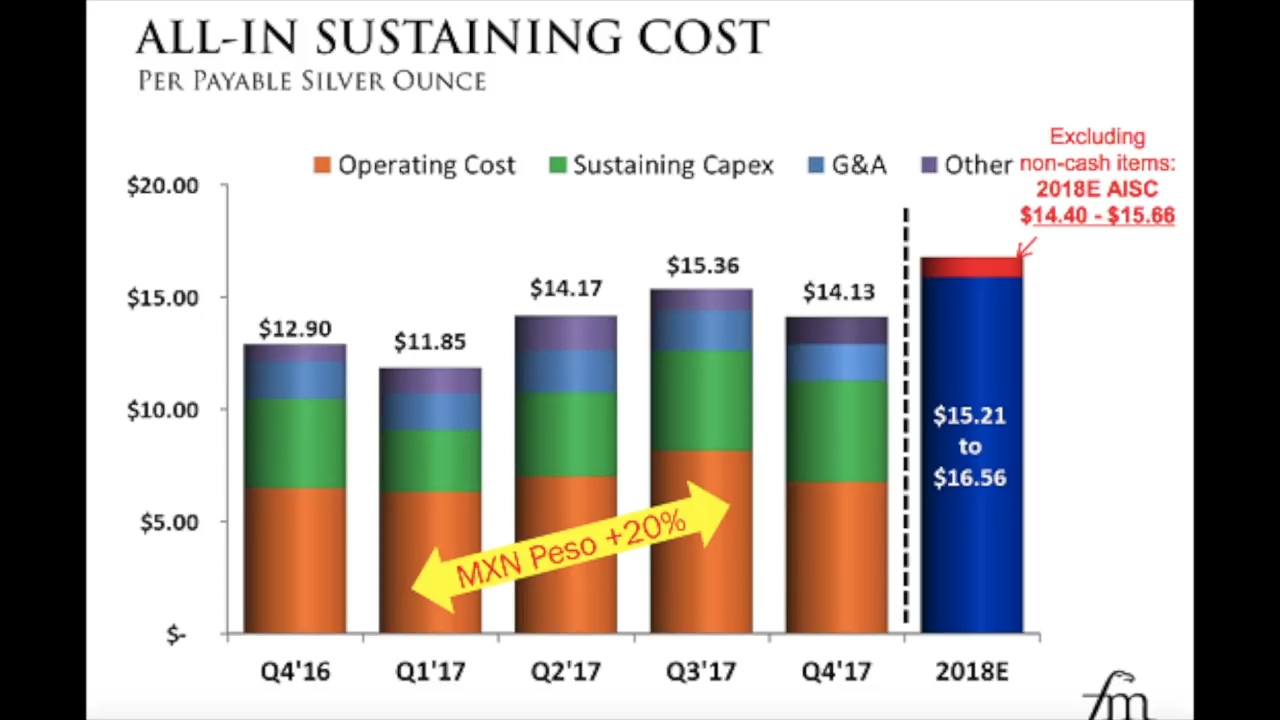 ALL-IN SUSTAINING COST
PER PAYABLE SILVER OUNCE
Excluding
non-cash items:
2018E AISC
$14.40 - $15.66
Operating Cost Sustaining Capex G&A Other
$20.00
$15.00
$10.00
$5.00
$-
$12.90
$11.85
$14.17
$15.36
$14.13
$15.21
to
$16.56
MXN Peso +20%
Q4'16 Q1'17 Q2'17 Q3'17 Q4'17 2018E
fm